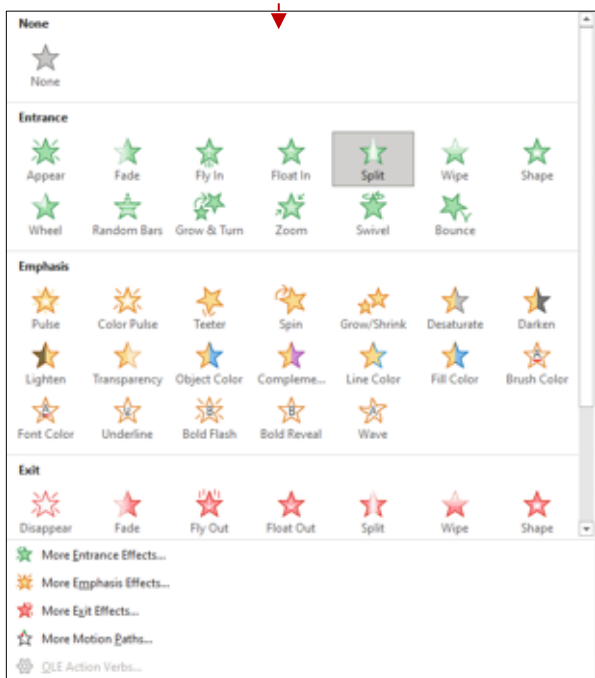 None
None
Entrance
Appear Fade Fly In Float In Split Wipe Shape
Wheel Random Bars Grow & Turn Zoom Swivel Bounce
Emphasis
Pulse Color Pulse Teeter Spin Grow/Shrink Desaturate Darken
Lighten Transparency Object Color Compleme... Line Color Fill Color Brush Color
Font Color Underline Bold Flash Bold Reveal Wave
Exit
Disappear Fade Fly Out Float Out Split Wipe Shape
More Entrance Effects...
More Emphasis Effects...
More Exit Effects...
More Motion Paths...
OLE Action Verbs...